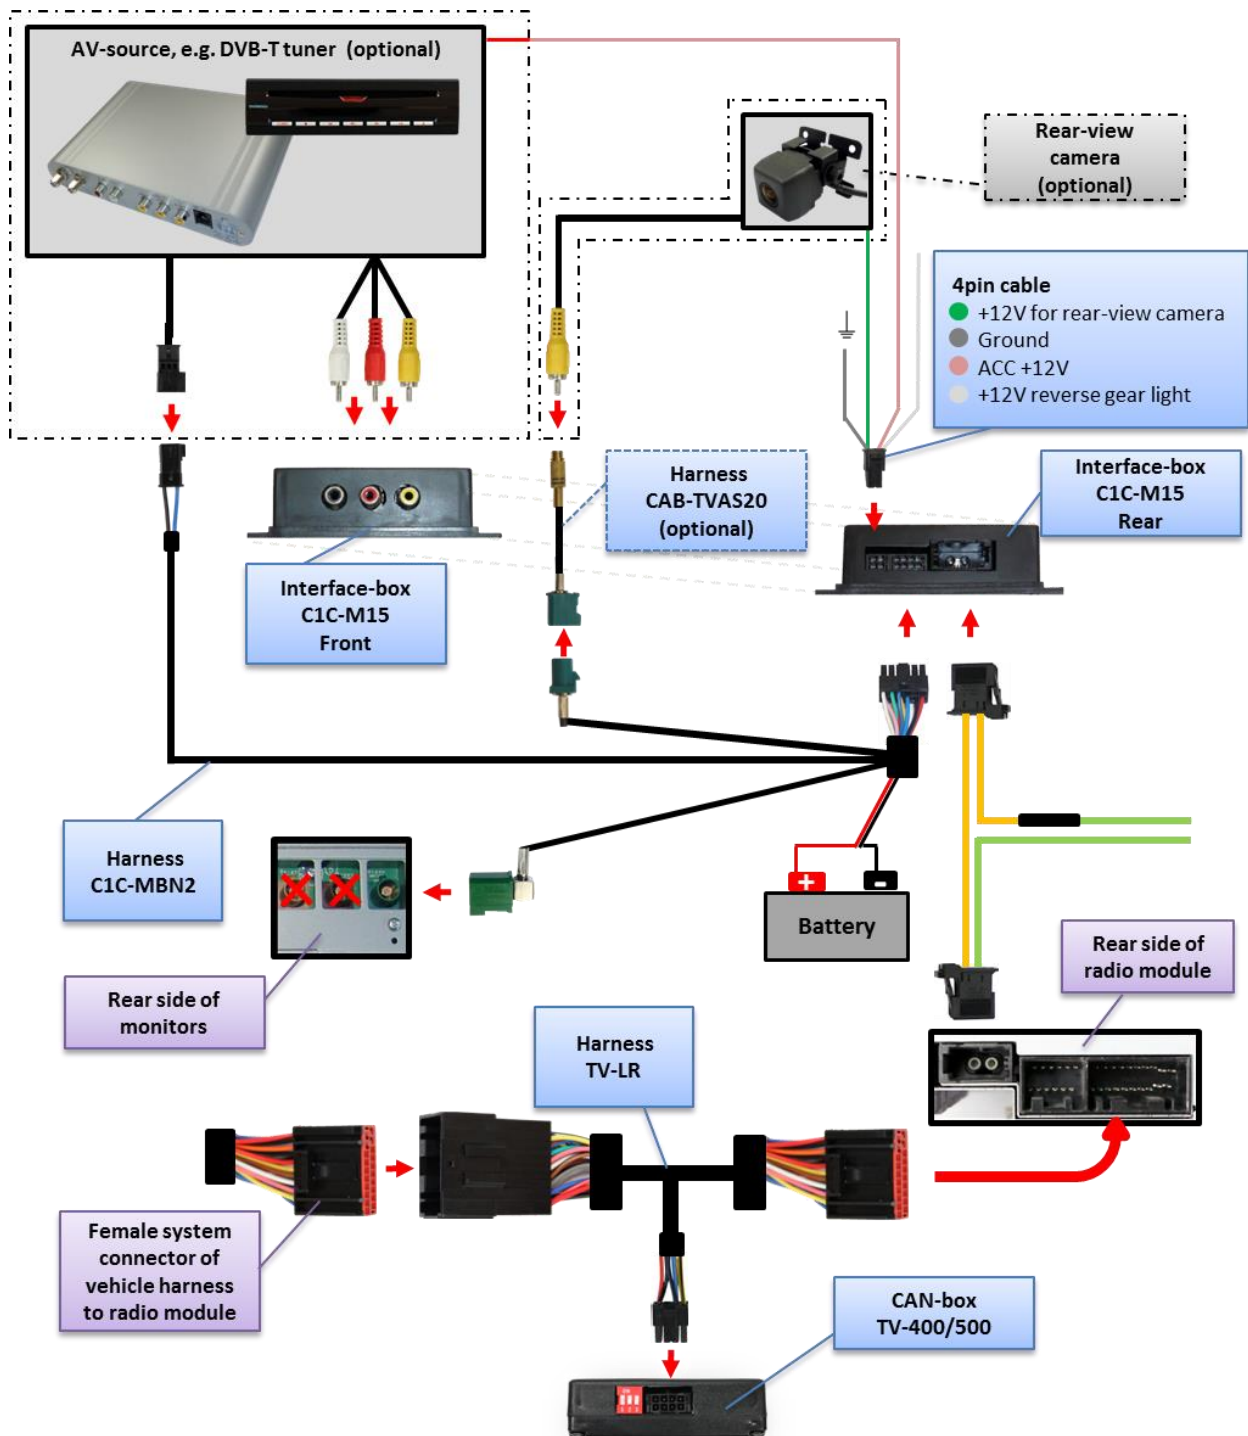 AV-source, e.g. DVB-T tuner (optional)
Rear-view
camera
(optional)
4pin cable
+12V for rear-view camera
Ground
ACC +12V
+12V reverse gear light
Harness
CAB-TVAS20
(optional)
Interface-box
C1C-M15
Rear
Interface-box
C1C-M15
Front
Harness
C1C-MBN2
Battery
Rear side of
radio module
Rear side of
monitors
Harness
TV-LR
Female system
connector of
vehicle harness
to radio module
CAN-box
TV-400/500